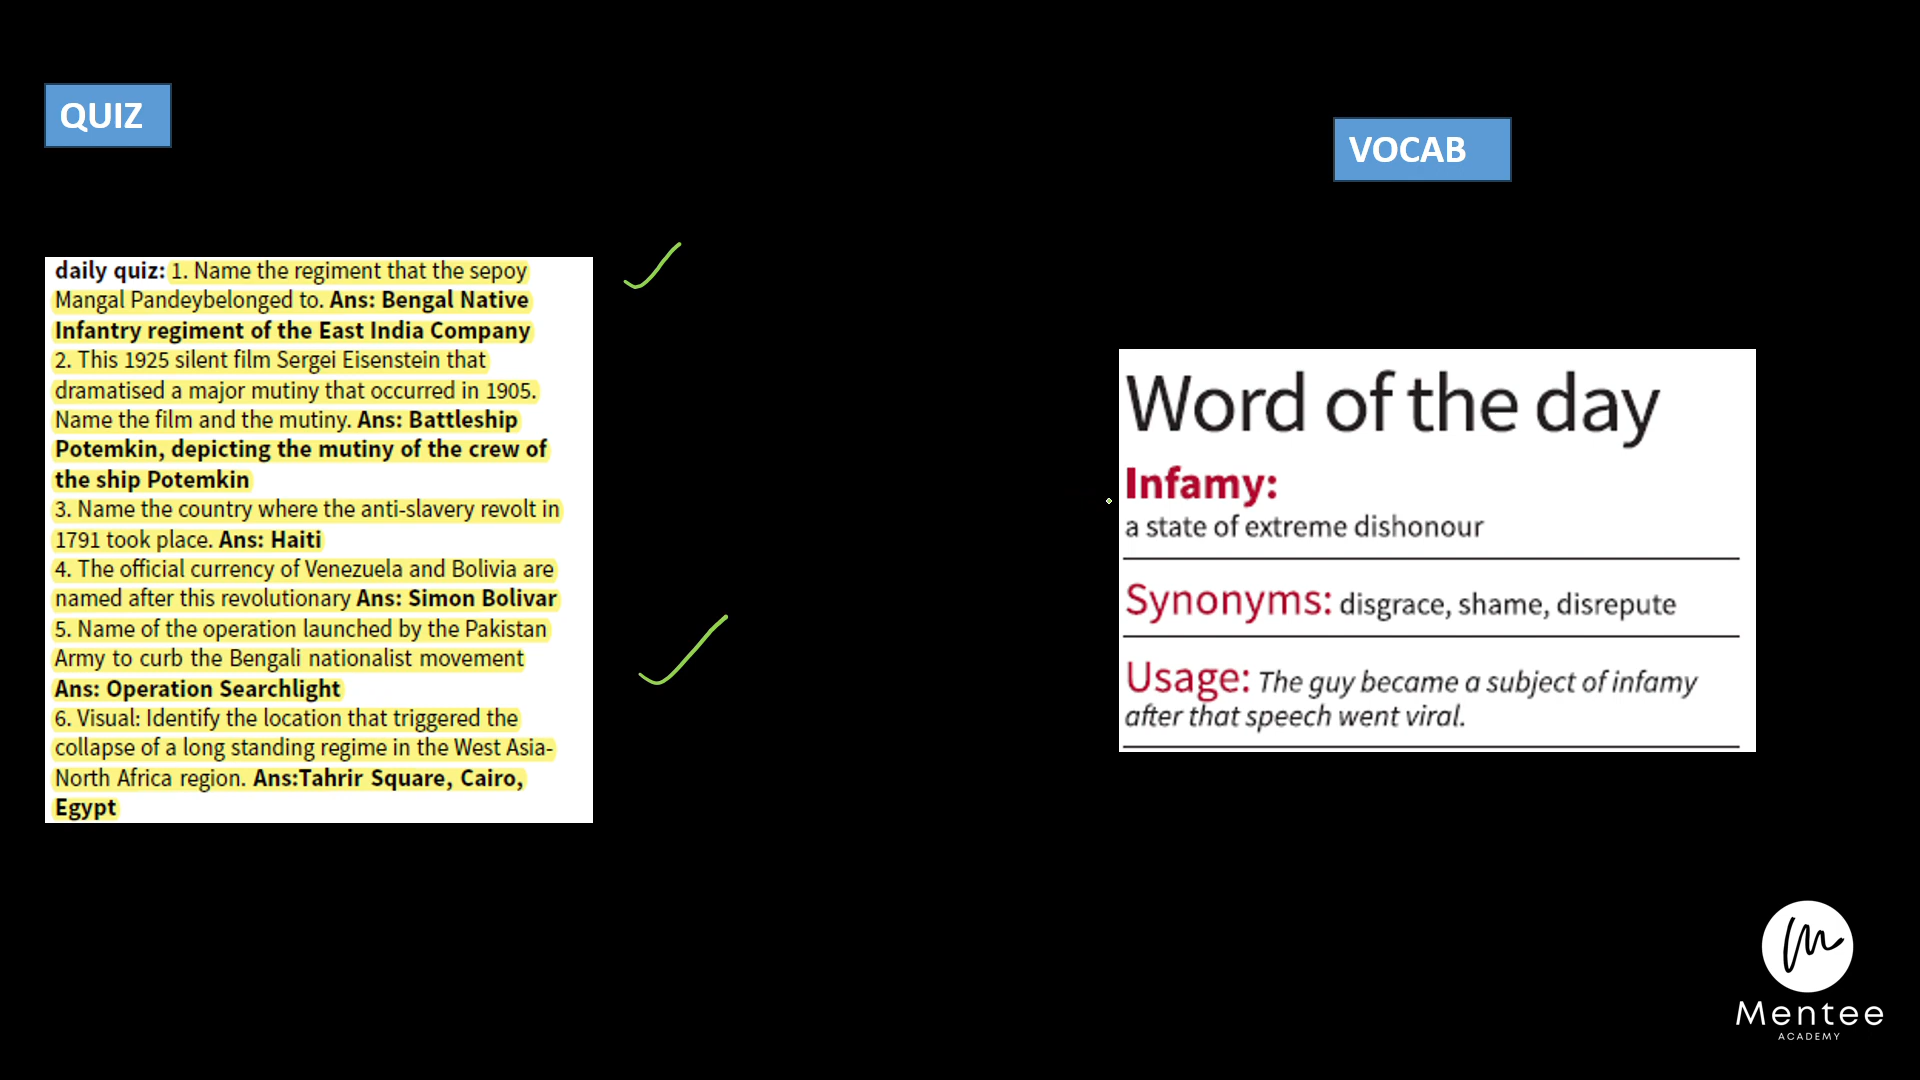 QUIZ
daily quiz: 1. Name the regiment that the sepoy
Mangal Pandeybelonged to. Ans: Bengal Native
Infantry regiment of the East India Company
2. This 1925 silent film Sergei Eisenstein that
dramatised a major mutiny that occurred in 1905.
Name the film and the mutiny. Ans: Battleship
Potemkin, depicting the mutiny of the crew of
the ship Potemkin
3. Name the country where the anti-slavery revolt in
1791 took place. Ans: Haiti
4. The official currency of Venezuela and Bolivia are
named after this revolutionary Ans: Simon Bolivar
5. Name of the operation launched by the Pakistan
Army to curb the Bengali nationalist movement
Ans: Operation Searchlight
6. Visual: Identify the location that triggered the
collapse of a long standing regime in the West Asia-
North Africa region. Ans:Tahrir Square, Cairo,
Egypt
VOCAB
Word of the day
Infamy:
a state of extreme dishonour
Synonyms: disgrace, shame, disrepute
Usage: The guy became a subject of infamy
after that speech went viral.
Mentee
ACADEMY